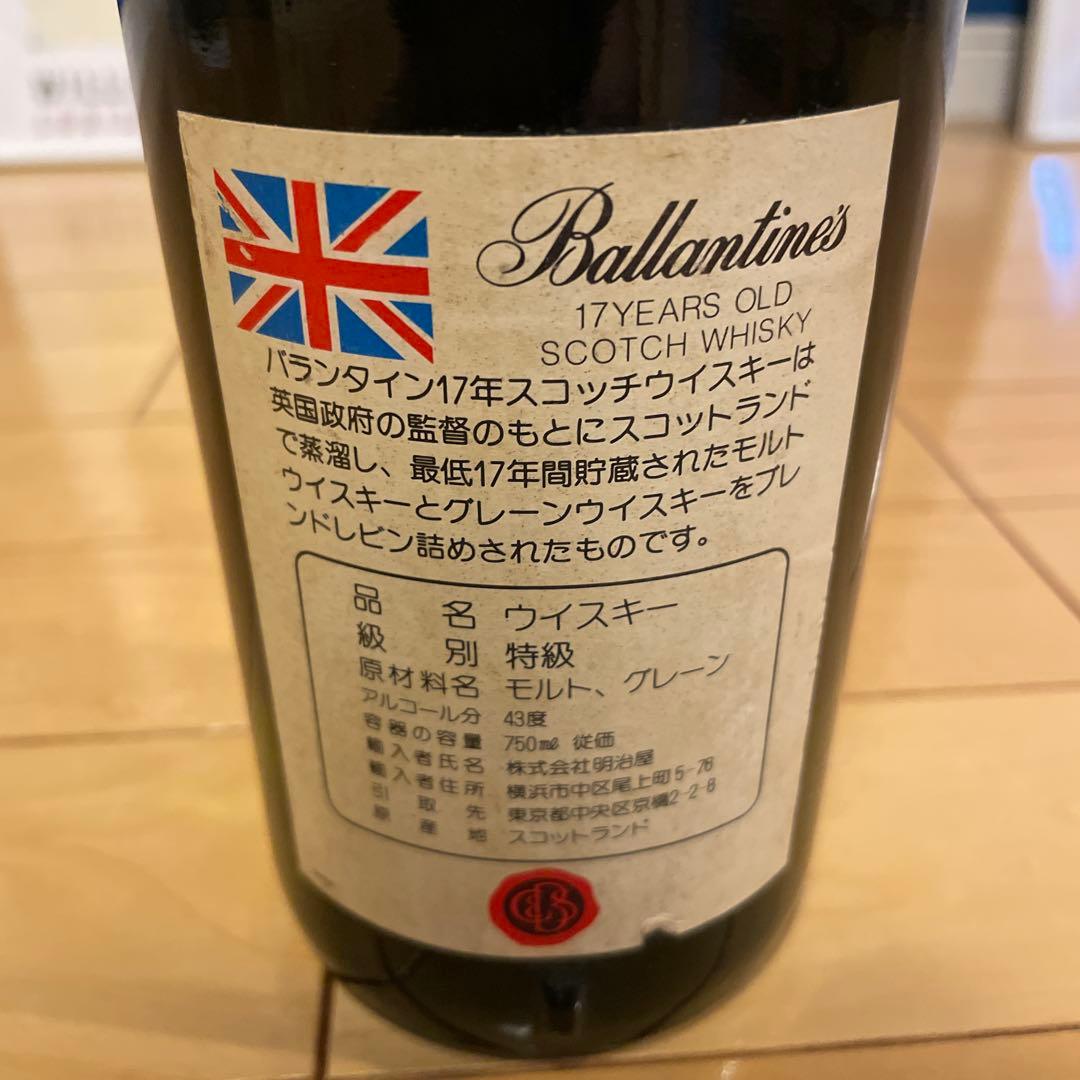 WILL
Ballantine's
17 YEARS OLD
SCOTCH WHISKY
バランタイン17年スコッチウイスキーは
英国政府の監督のもとにスコットランド
で蒸溜し、最低17年間貯蔵されたモルト
ウイスキーとグレーンウイスキーをブレ
ンドしビン詰めされたものです。
品名 ウイスキー
級別 特級
原材料名 モルト、グレーン
アルコール分 43度
容器の容量 750mℓ 従価
輸入者氏名 株式会社明治屋
輸入者住所 横浜市中区尾上町5-78
引取先 東京都中央区京橋2-2-8
原産地 スコットランド